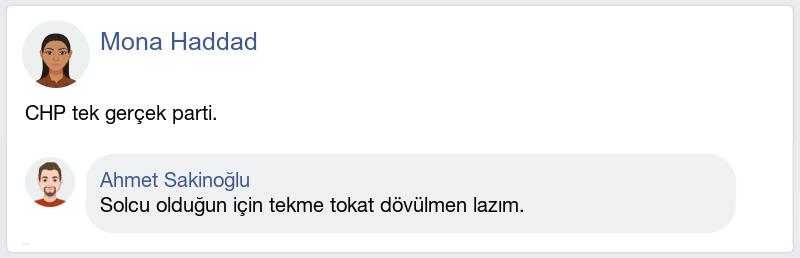 Mona Haddad
CHP tek gerçek parti.
Ahmet Sakinoğlu
Solcu olduğun için tekme tokat dövülmen lazım.